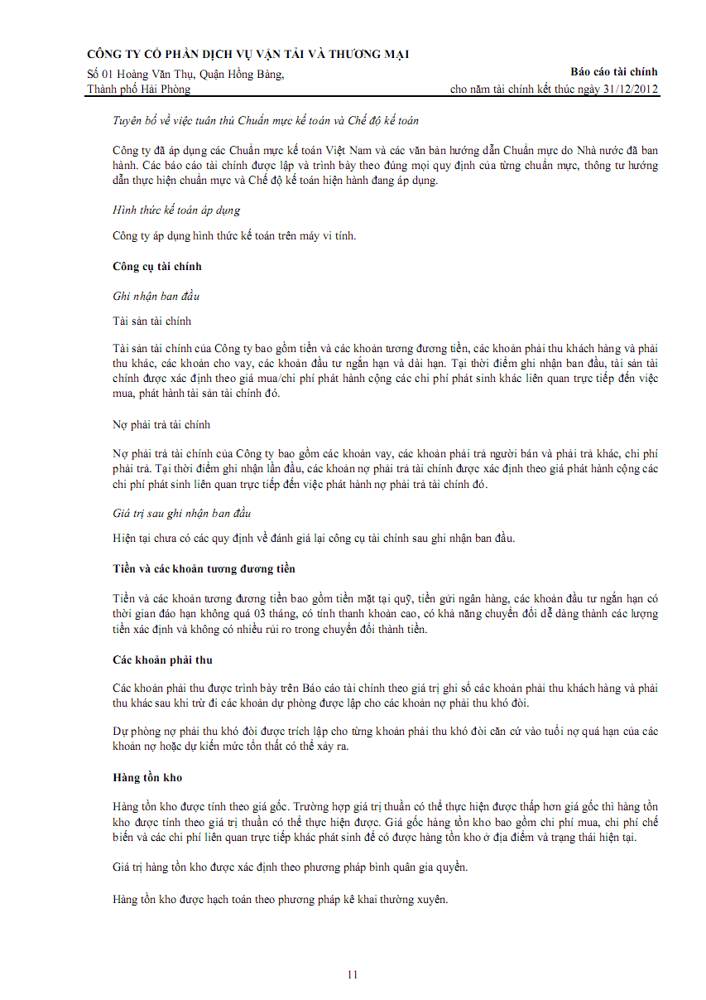 CÔNG TY CỔ PHẦN DỊCH VỤ VẬN TẢI VÀ THƯƠNG MẠI
Số 01 Hoàng Văn Thụ, Quận Hồng Bàng,
Báo cáo tài chính
Thành phố Hải Phòng
cho năm tài chính kết thúc ngày 31/12/2012
Tuyên bố về việc tuân thủ Chuẩn mực kế toán và Chế độ kế toán
Công ty đã áp dụng các Chuẩn mực kế toán Việt Nam và các văn bản hướng dẫn Chuẩn mực do Nhà nước đã ban
hành. Các báo cáo tài chính được lập và trình bày theo đúng mọi quy định của từng chuẩn mực, thông tư hướng
dẫn thực hiện chuẩn mực và Chế độ kế toán hiện hành đang áp dụng.
Hình thức kế toán áp dụng
Công ty áp dụng hình thức kế toán trên máy vi tính.
Công cụ tài chính
Ghi nhận ban đầu
Tài sản tài chính
Tài sản tài chính của Công ty bao gồm tiền và các khoản tương đương tiền, các khoản phải thu khách hàng và phải
thu khác, các khoản cho vay, các khoản đầu tư ngắn hạn và dài hạn. Tại thời điểm ghi nhận ban đầu, tài sản tài
chính được xác định theo giá mua/chi phí phát hành cộng các chi phí phát sinh khác liên quan trực tiếp đến việc
mua, phát hành tài sản tài chính đó.
Nợ phải trả tài chính
Nợ phải trả tài chính của Công ty bao gồm các khoản vay, các khoản phải trả người bán và phải trả khác, chi phí
phải trả. Tại thời điểm ghi nhận lần đầu, các khoản nợ phải trả tài chính được xác định theo giá phát hành cộng các
chi phí phát sinh liên quan trực tiếp đến việc phát hành nợ phải trả tài chính đó.
Giá trị sau ghi nhận ban đầu
Hiện tại chưa có các quy định về đánh giá lại công cụ tài chính sau ghi nhận ban đầu.
Tiền và các khoản tương đương tiền
Tiền và các khoản tương đương tiền bao gồm tiền mặt tại quỹ, tiền gửi ngân hàng, các khoản đầu tư ngắn hạn có
thời gian đáo hạn không quá 03 tháng, có tính thanh khoản cao, có khả năng chuyển đổi dễ dàng thành các lượng
tiền xác định và không có nhiều rủi ro trong chuyển đổi thành tiền.
Các khoản phải thu
Các khoản phải thu được trình bày trên Báo cáo tài chính theo giá trị ghi sổ các khoản phải thu khách hàng và phải
thu khác sau khi trừ đi các khoản dự phòng được lập cho các khoản nợ phải thu khó đòi.
Dự phòng nợ phải thu khó đòi được trích lập cho từng khoản phải thu khó đòi căn cứ vào tuổi nợ quá hạn của các
khoản nợ hoặc dự kiến mức tổn thất có thể xảy ra.
Hàng tồn kho
Hàng tồn kho được tính theo giá gốc. Trường hợp giá trị thuần có thể thực hiện được thấp hơn giá gốc thì hàng tồn
kho được tính theo giá trị thuần có thể thực hiện được. Giá gốc hàng tồn kho bao gồm chi phí mua, chi phí chế
biến và các chi phí liên quan trực tiếp khác phát sinh để có được hàng tồn kho ở địa điểm và trạng thái hiện tại.
Giá trị hàng tồn kho được xác định theo phương pháp bình quân gia quyền.
Hàng tồn kho được hạch toán theo phương pháp kê khai thường xuyên.
11